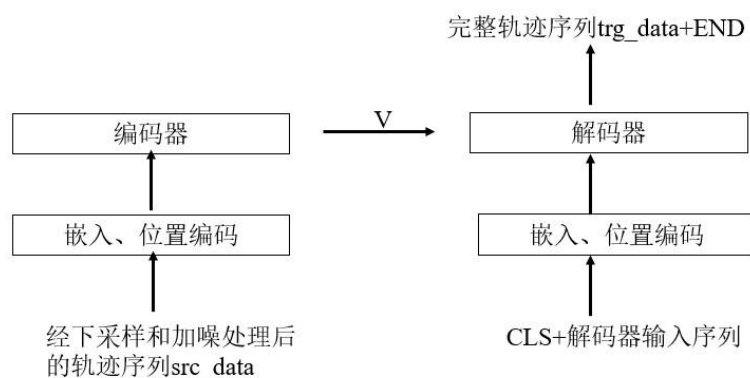 完整轨迹序列trg_data+END
编码器
V
解码器
嵌入、位置编码
嵌入、位置编码
经下采样和加噪处理后
的轨迹序列src_data
CLS+解码器输入序列